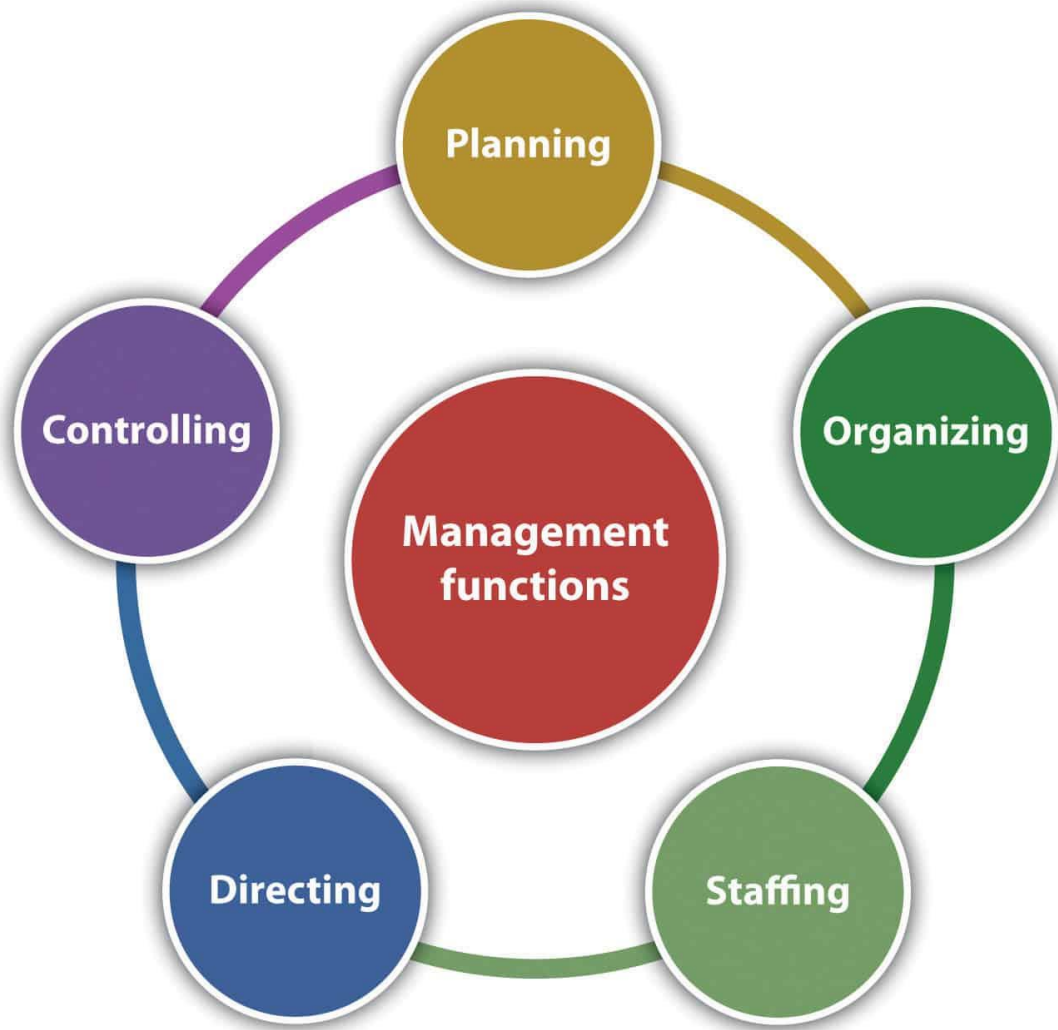 Planning
Organizing
Staffing
Directing
Controlling
Management
functions